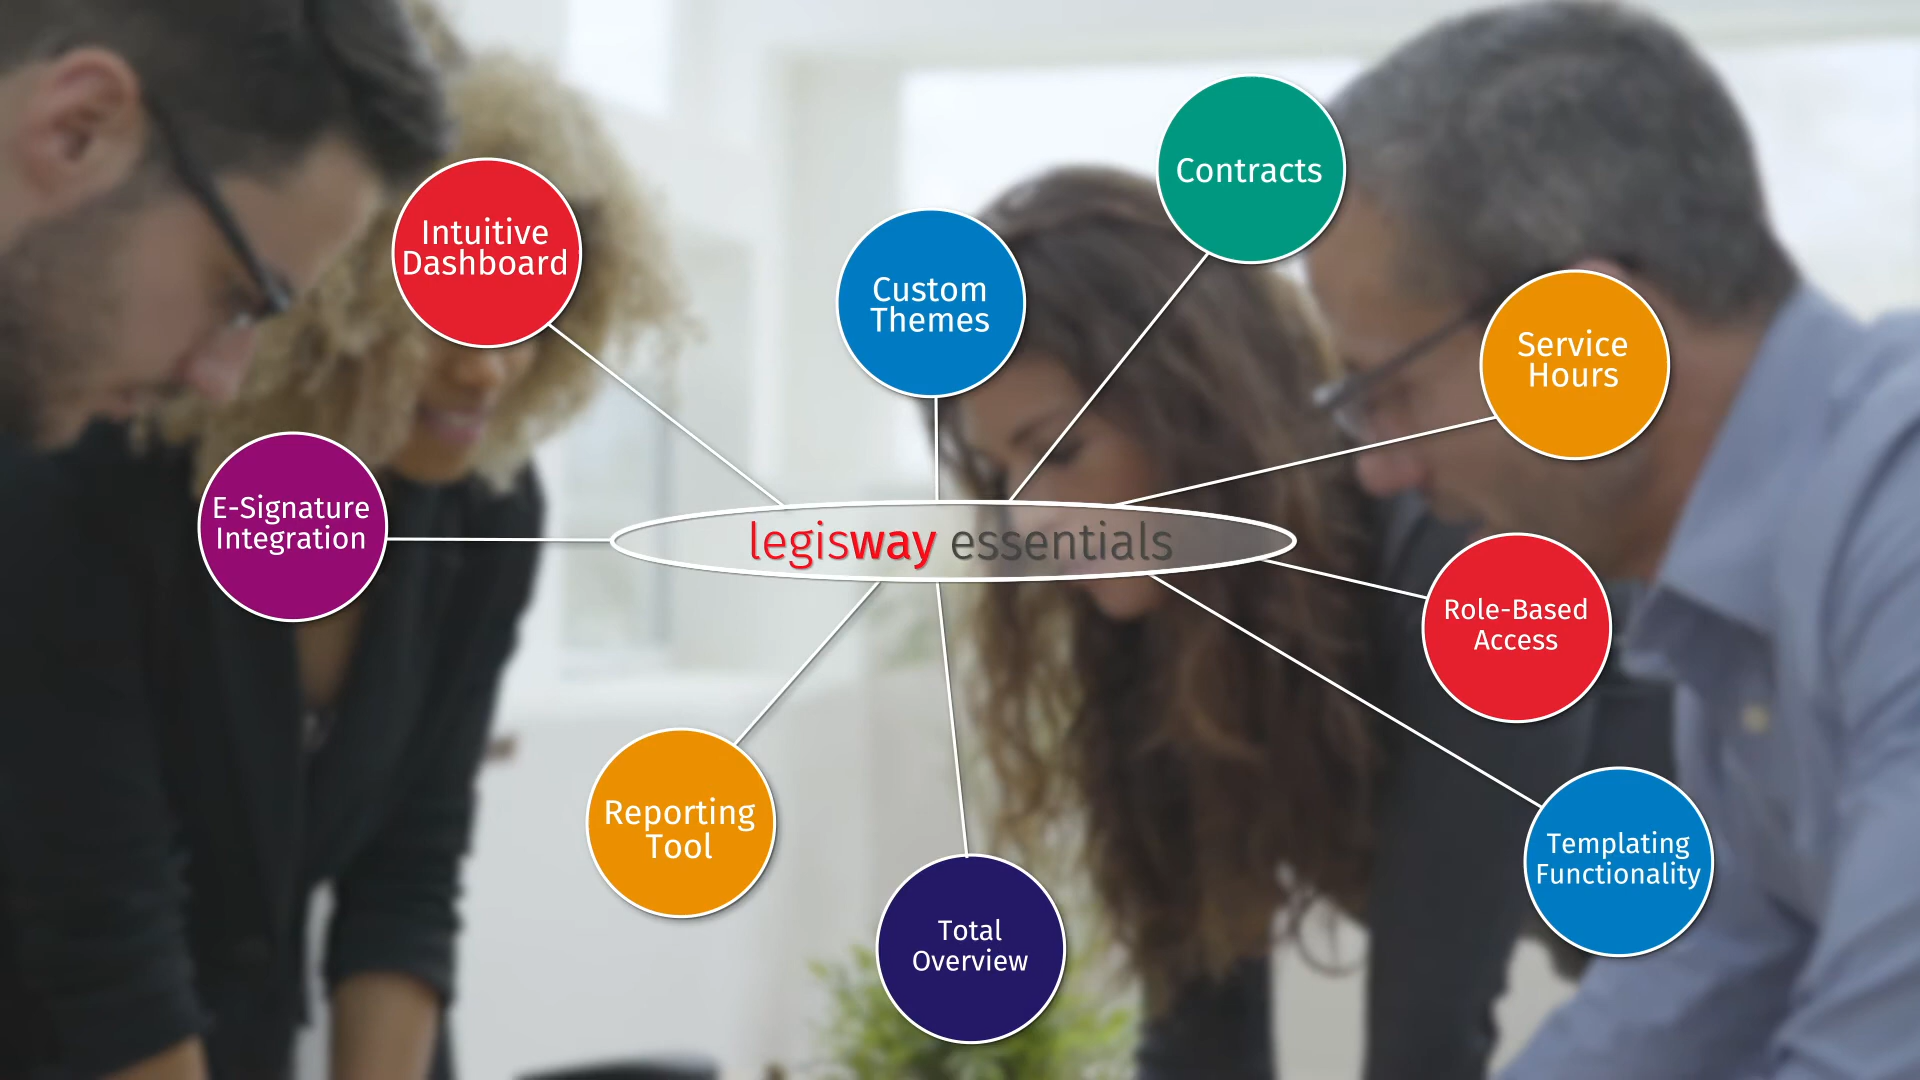 Contracts
Intuitive
Dashboard
Custom
Themes
Service
Hours
E-Signature
Integration
legisway essentials
Role-Based
Access
Reporting
Tool
Templating
Functionality
Total
Overview